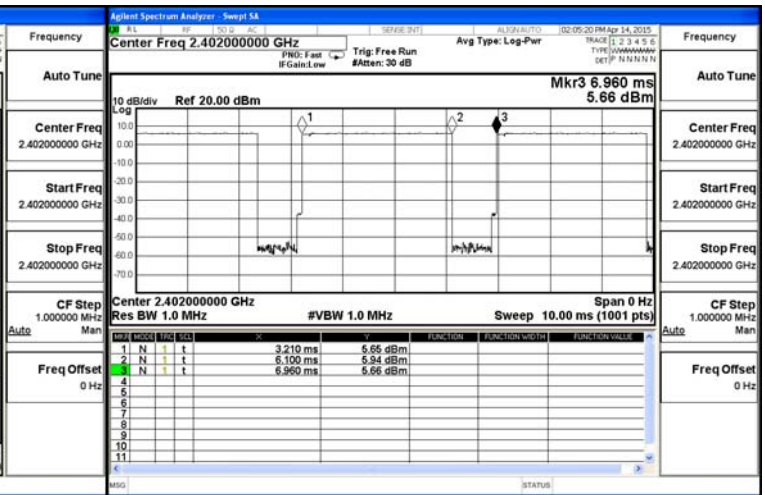 Agilent Spectrum Analyzer - Swept SA
RL RF 50 Ω AC SENSE:INT ALIGN AUTO 02:05:20 PM Apr 14, 2015
Center Freq 2.402000000 GHz
PNO: Fast
IFGain:Low
Trig: Free Run
#Atten: 30 dB
Avg Type: Log-Pwr
TRACE 1 2 3 4 5 6
TYPE
DET P N N N N N
Mkr3 6.960 ms
5.66 dBm
10 dB/div Ref 20.00 dBm
Log
10.0
0.00
-10.0
-20.0
-30.0
-40.0
-50.0
-60.0
-70.0
1
2
3
Center 2.402000000 GHz
Span 0 Hz
Res BW 1.0 MHz
#VBW 1.0 MHz
Sweep 10.00 ms (1001 pts)
MKR MODE TRC SCL X Y FUNCTION FUNCTION WIDTH FUNCTION VALUE
1 N 1 t 3.210 ms 5.65 dBm
2 N 1 t 6.100 ms 5.94 dBm
3 N 1 t 6.960 ms 5.66 dBm
4
5
6
7
8
9
10
11
MSG
STATUS
Frequency
Auto Tune
Center Freq
2.402000000 GHz
Start Freq
2.402000000 GHz
Stop Freq
2.402000000 GHz
CF Step
1.000000 MHz
Auto Man
Freq Offset
0 Hz
Frequency
Auto Tune
Center Freq
2.402000000 GHz
Start Freq
2.402000000 GHz
Stop Freq
2.402000000 GHz
CF Step
1.000000 MHz
Auto Man
Freq Offset
0 Hz